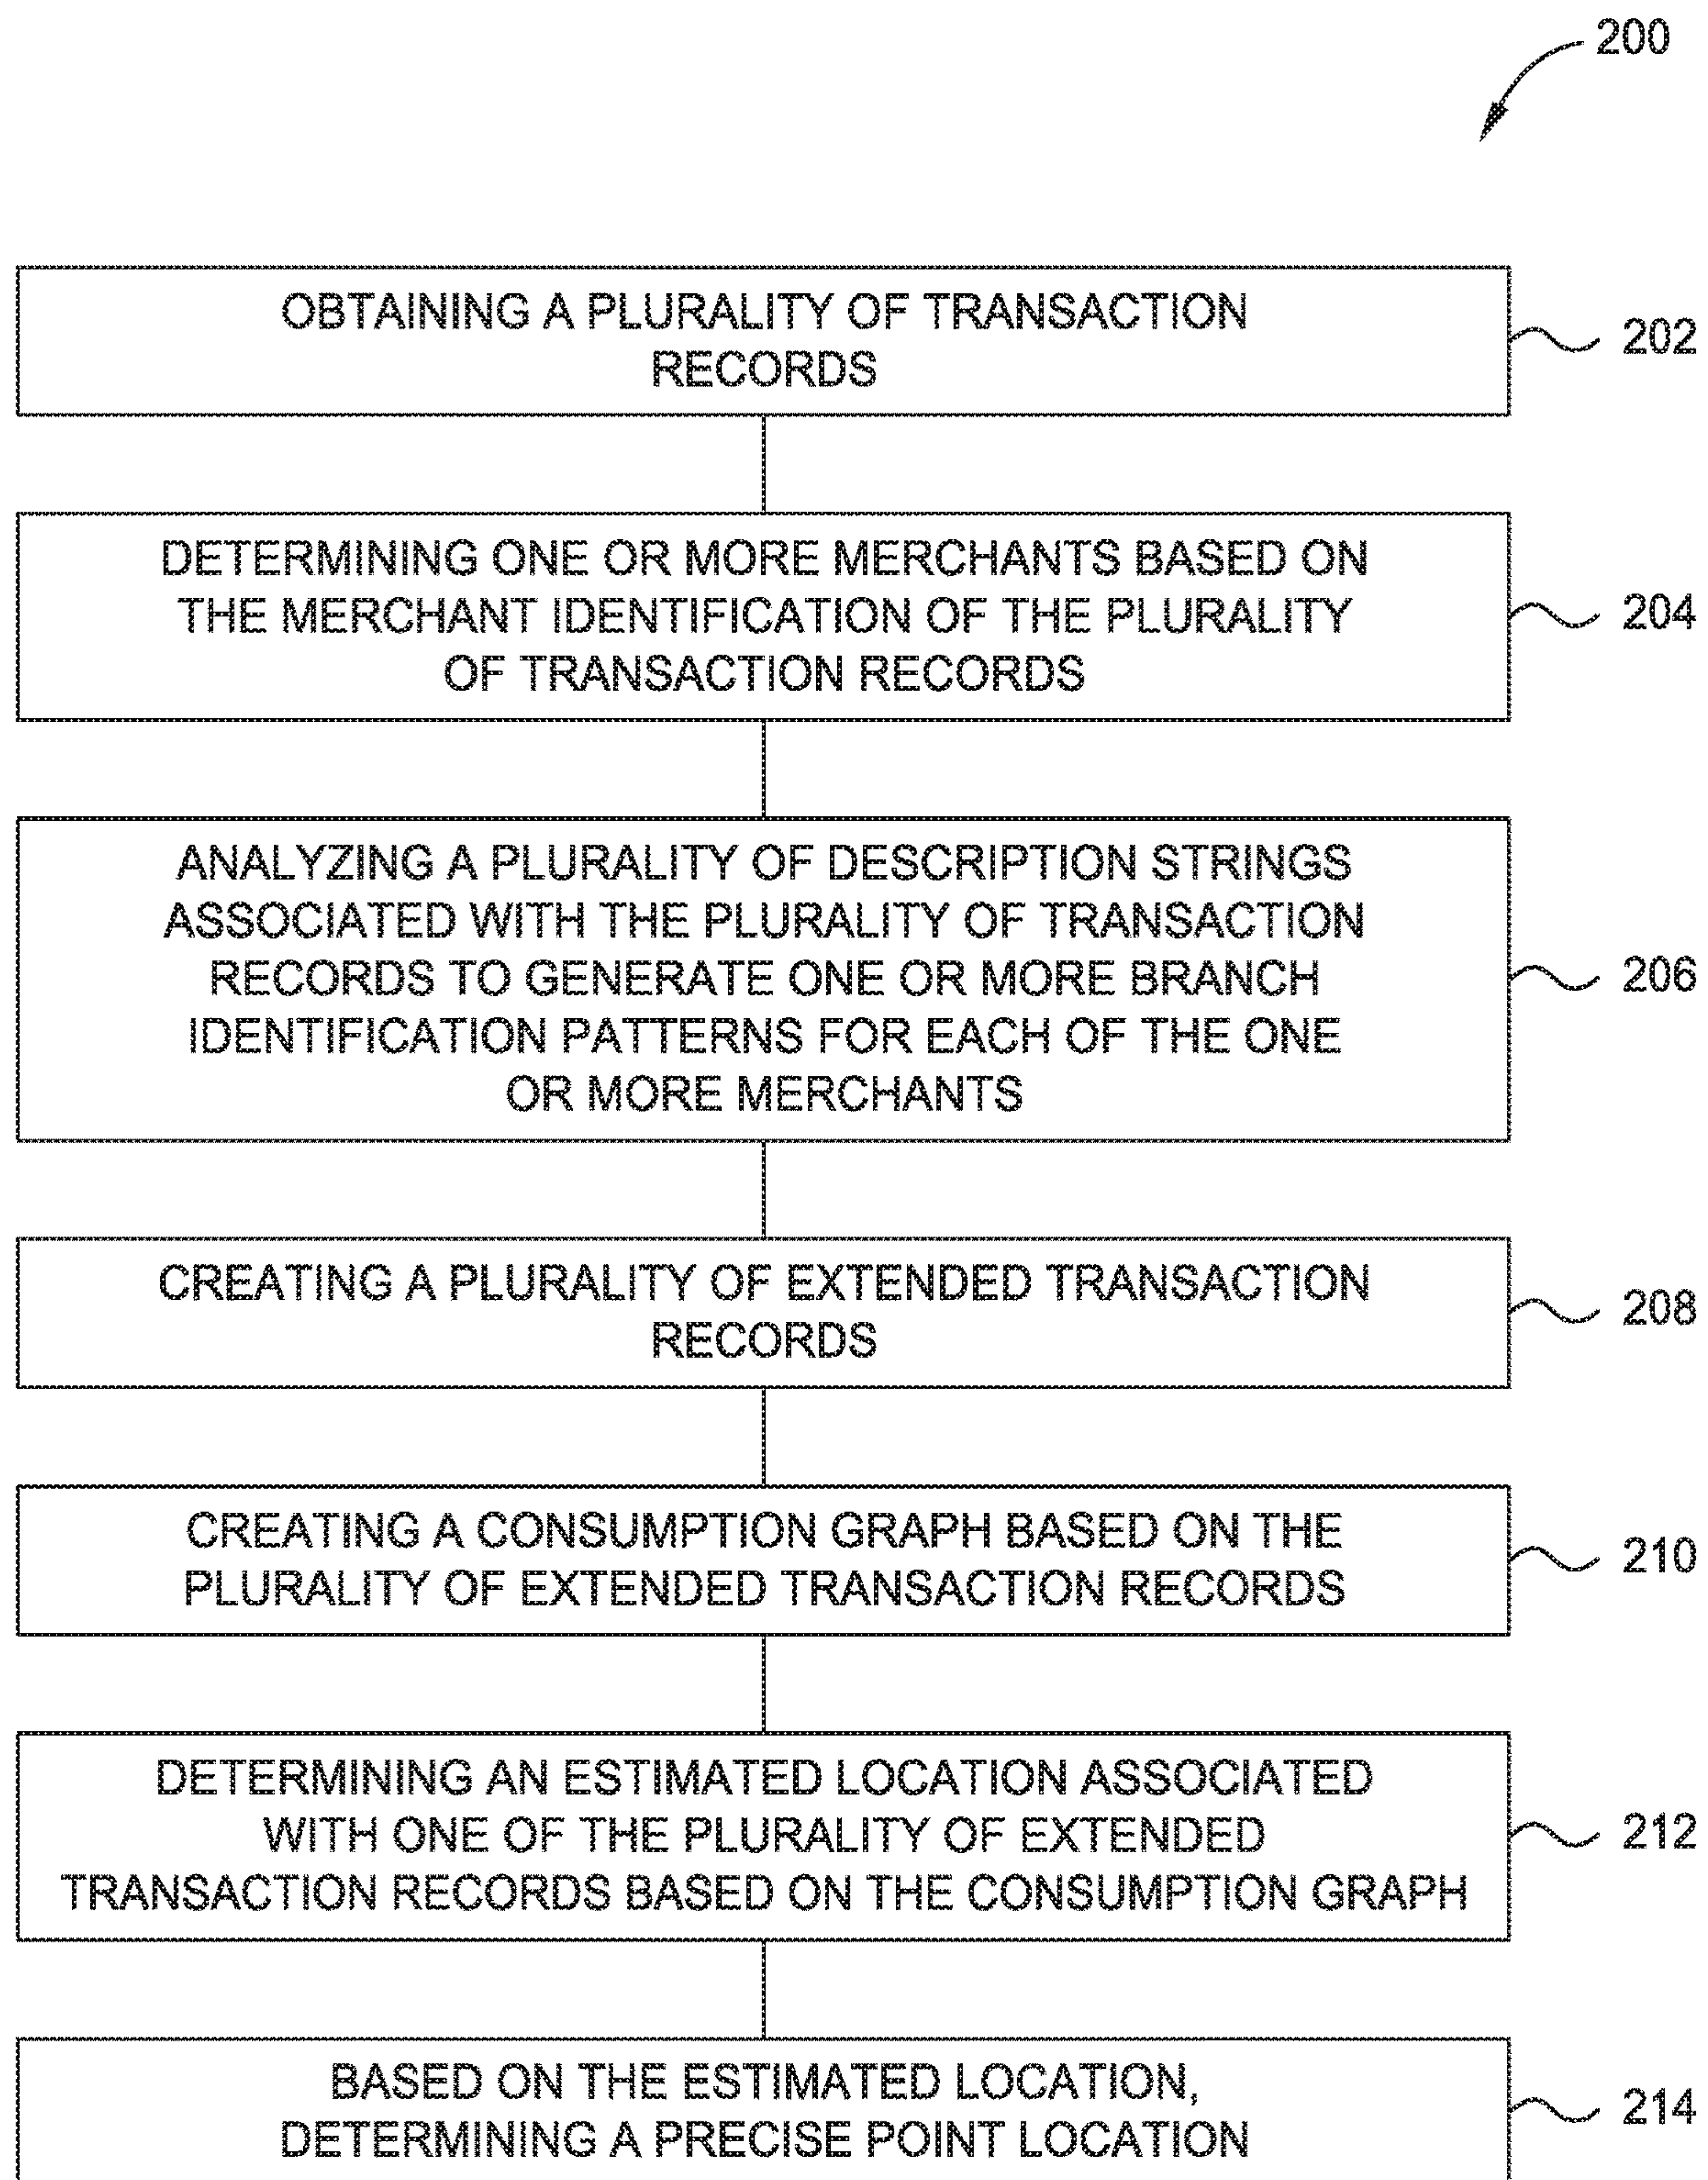 200
OBTAINING A PLURALITY OF TRANSACTION
RECORDS
202
DETERMINING ONE OR MORE MERCHANTS BASED ON
THE MERCHANT IDENTIFICATION OF THE PLURALITY
OF TRANSACTION RECORDS
204
ANALYZING A PLURALITY OF DESCRIPTION STRINGS
ASSOCIATED WITH THE PLURALITY OF TRANSACTION
RECORDS TO GENERATE ONE OR MORE BRANCH
IDENTIFICATION PATTERNS FOR EACH OF THE ONE
OR MORE MERCHANTS
206
CREATING A PLURALITY OF EXTENDED TRANSACTION
RECORDS
208
CREATING A CONSUMPTION GRAPH BASED ON THE
PLURALITY OF EXTENDED TRANSACTION RECORDS
210
DETERMINING AN ESTIMATED LOCATION ASSOCIATED
WITH ONE OF THE PLURALITY OF EXTENDED
TRANSACTION RECORDS BASED ON THE CONSUMPTION GRAPH
212
BASED ON THE ESTIMATED LOCATION,
DETERMINING A PRECISE POINT LOCATION
214